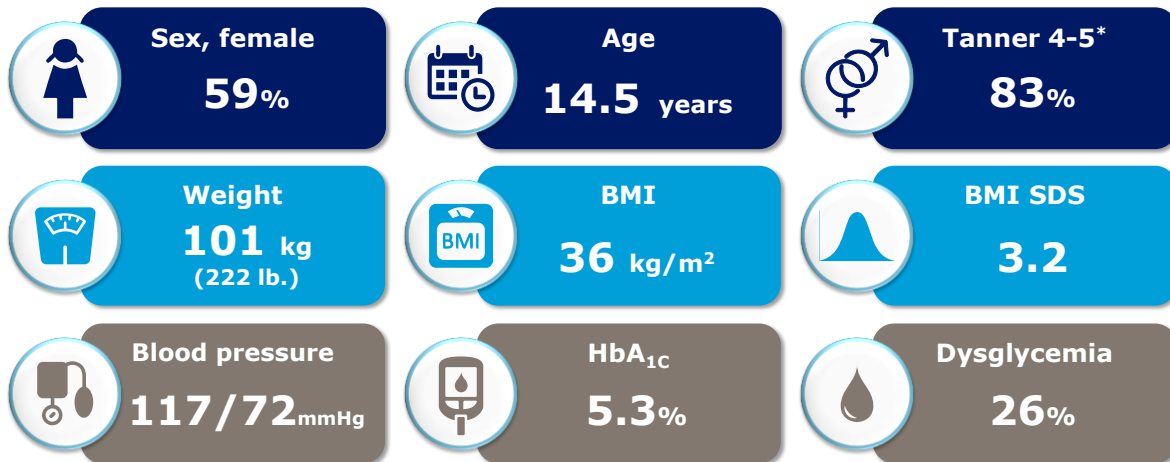 Sex, female
59%
Age
14.5 years
Tanner 4-5*
83%
Weight
101 kg
(222 lb.)
BMI
BMI
36 kg/m²
BMI SDS
3.2
Blood pressure
117/72mmHg
HbA₁C
5.3%
Dysglycemia
26%